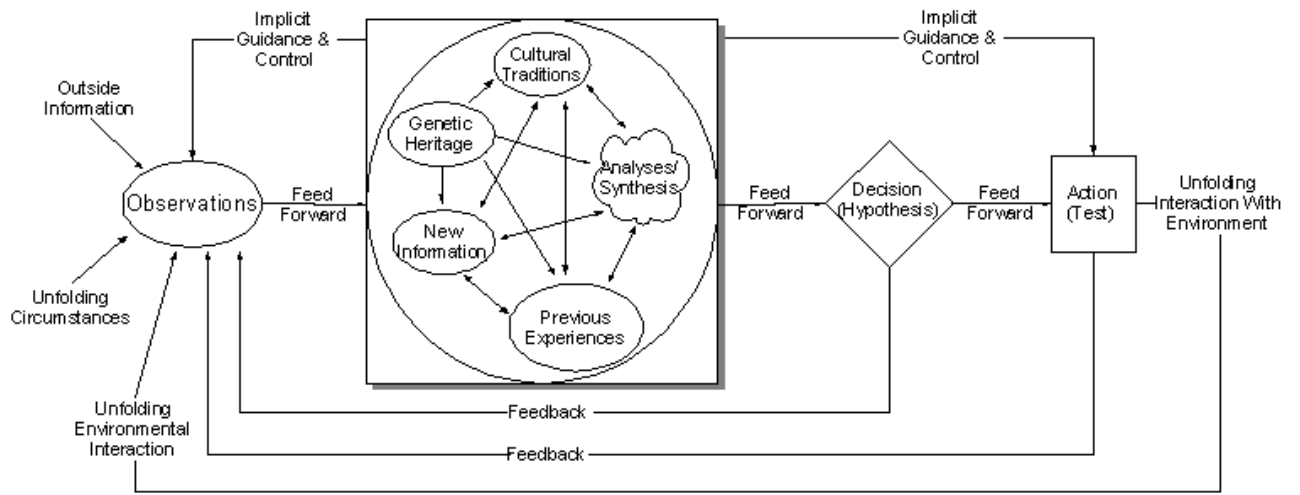 Implicit
Guidance &
Control
Implicit
Guidance &
Control
Outside
Information
Cultural
Traditions
Genetic
Heritage
Analyses/
Synthesis
Observations
Feed
Forward
New
Information
Previous
Experiences
Feed
Forward
Decision
(Hypothesis)
Feed
Forward
Action
(Test)
Unfolding
Interaction With
Environment
Unfolding
Circumstances
Unfolding
Environmental
Interaction
Feedback
Feedback